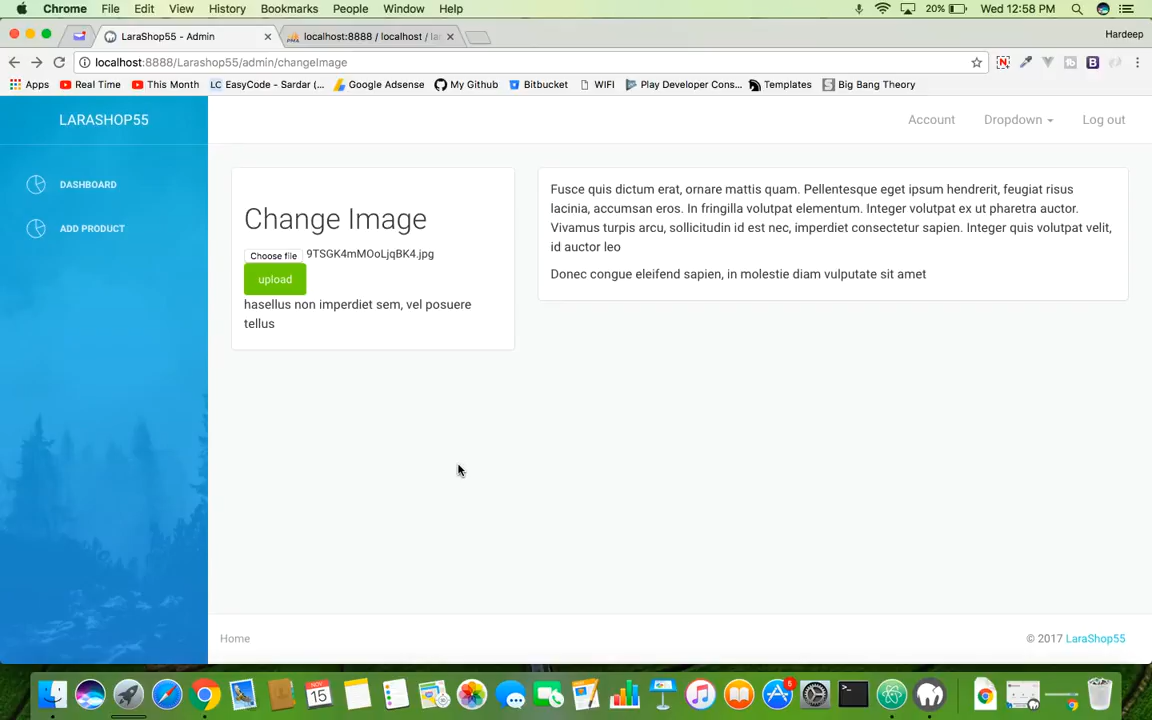 Chrome File Edit View History Bookmarks People Window Help 20% Wed 12:58 PM
LaraShop55 - Admin localhost:8888 / localhost / lar
Hardeep
localhost:8888/Larashop55/admin/changeImage
Apps Real Time This Month LC EasyCode - Sardar (... Google Adsense My Github Bitbucket WIFI Play Developer Cons... Templates Big Bang Theory
LARASHOP55
Account Dropdown Log out
DASHBOARD
ADD PRODUCT
Change Image
Choose file 9TSGK4mMOoLjqBK4.jpg
upload
hasellus non imperdiet sem, vel posuere
tellus
Fusce quis dictum erat, ornare mattis quam. Pellentesque eget ipsum hendrerit, feugiat risus
lacinia, accumsan eros. In fringilla volutpat elementum. Integer volutpat ex ut pharetra auctor.
Vivamus turpis arcu, sollicitudin id est nec, imperdiet consectetur sapien. Integer quis volutpat velit,
id auctor leo
Donec congue eleifend sapien, in molestie diam vulputate sit amet
Home
© 2017 LaraShop55
NOV
15
5